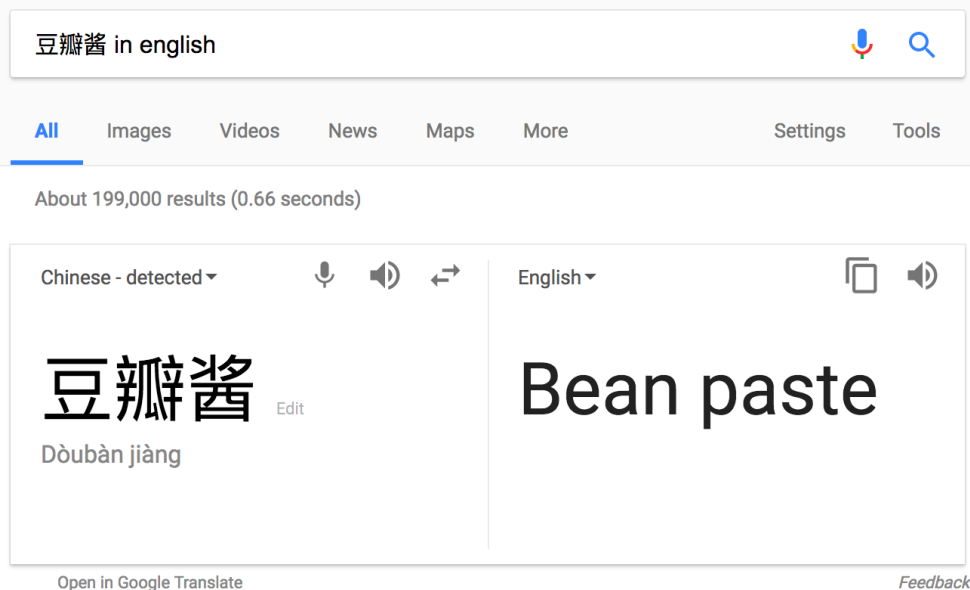 豆瓣酱 in english
All Images Videos News Maps More Settings Tools
About 199,000 results (0.66 seconds)
Chinese - detected English
豆瓣酱 Edit Bean paste
Dòubàn jiàng
Open in Google Translate Feedback